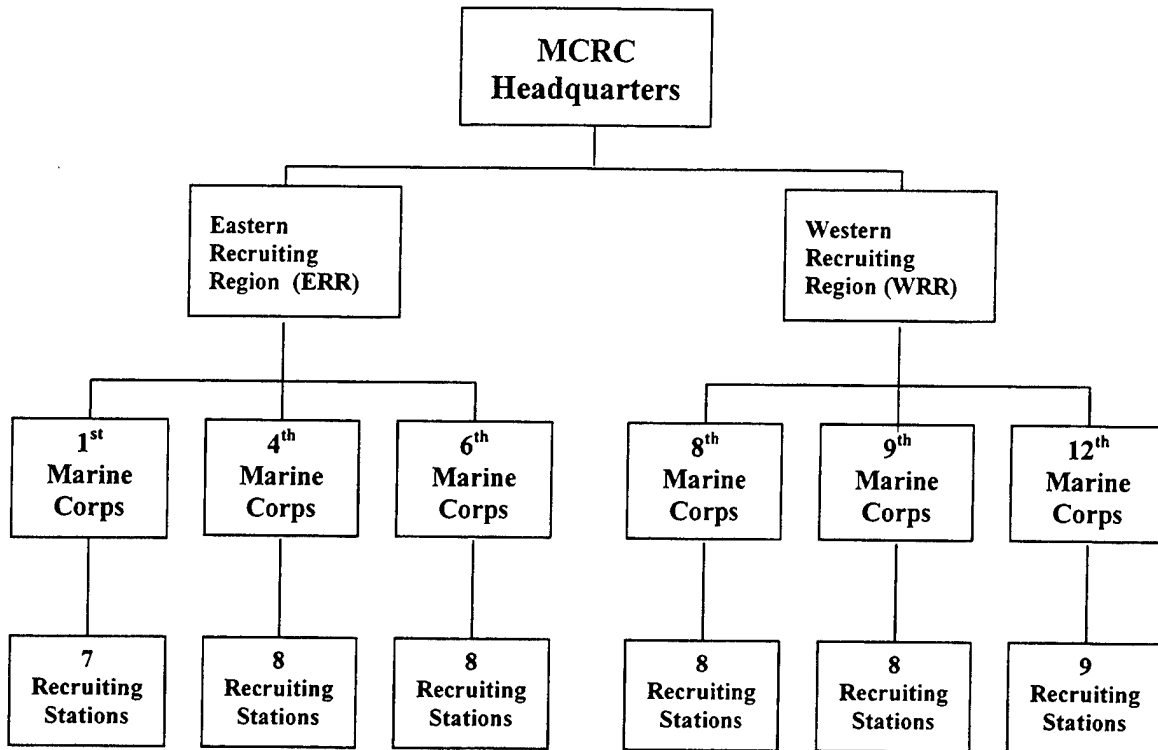 MCRC
Headquarters
Eastern
Recruiting
Region (ERR)
Western
Recruiting
Region (WRR)
1st
Marine
Corps
4th
Marine
Corps
6th
Marine
Corps
8th
Marine
Corps
9th
Marine
Corps
12th
Marine
Corps
7
Recruiting
Stations
8
Recruiting
Stations
8
Recruiting
Stations
8
Recruiting
Stations
8
Recruiting
Stations
9
Recruiting
Stations